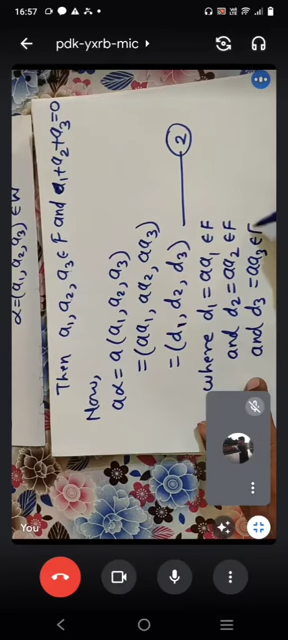 16:57
pdk-yxrb-mic
α=(a₁, a₂, a₃) ∈ W
Then a₁, a₂, a₃ ∈ F and a₁+a₂+a₃=0
Now,
aα = a(a₁, a₂, a₃)
= (aa₁, aa₂, aa₃)
= (d₁, d₂, d₃) ——— ②
where d₁ = aa₁ ∈ F
and d₂ = aa₂ ∈ F
and d₃ = aa₃ ∈ F
You